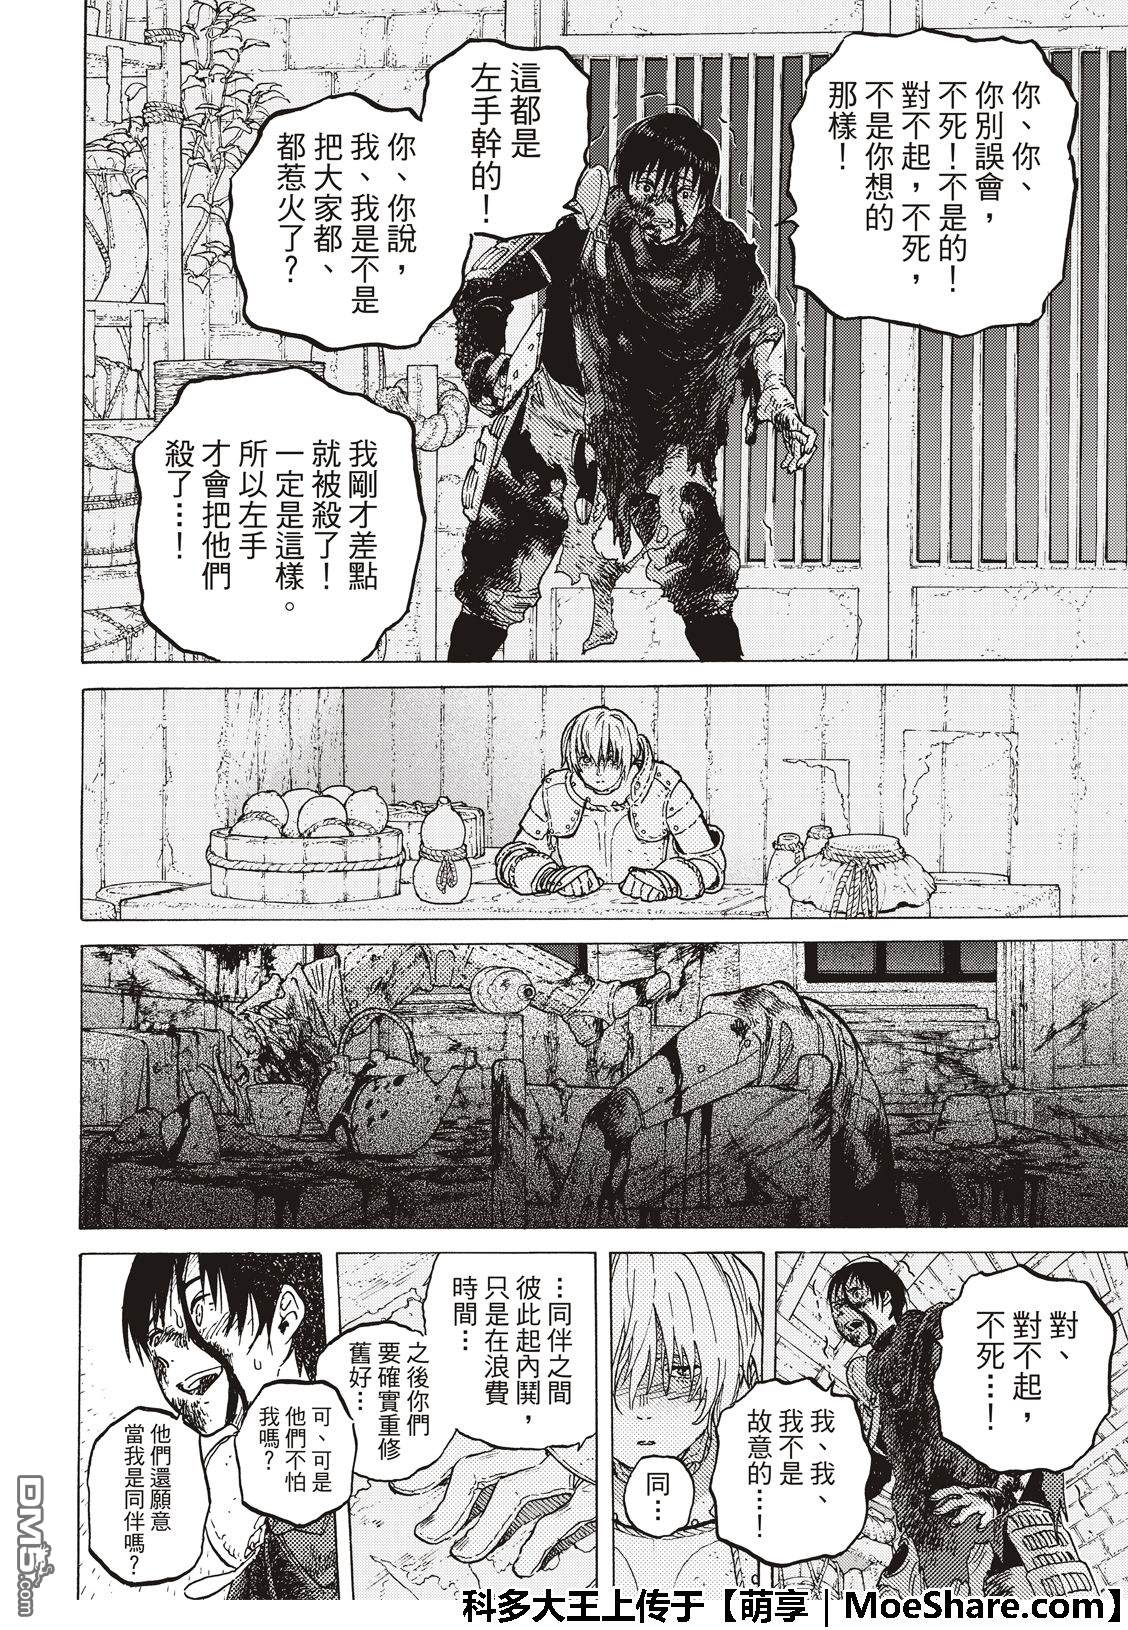 你、你、
你別誤會，
不死！不是的！
對不起，不死，
不是你想的
那樣！
這都是
左手幹的！
你、你說，
我、我是不是
把大家都、
都惹火了？
我剛才差點
就被殺了！
一定是這樣。
所以左手
才會把他們
殺了…！
對、
對不起，
不死…！
我、我、
我不是
故意的…！
同…
…同伴之間
彼此起內鬨，
只是在浪費
時間…
之後你們
要確實重修
舊好…
可、可是
他們不怕
我嗎？
他們還願意
當我是同伴嗎？
DM5.com
科多大王上传于【萌享｜MoeShare.com】